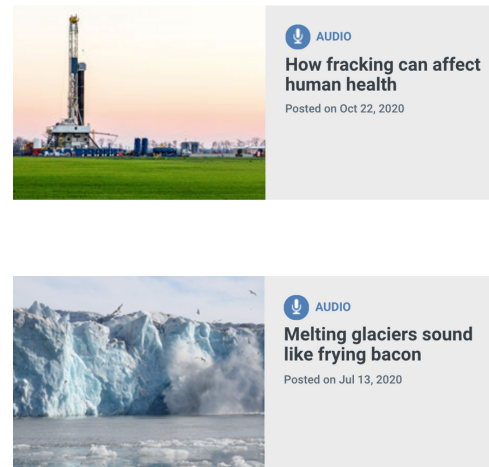 AUDIO
How fracking can affect
human health
Posted on Oct 22, 2020
AUDIO
Melting glaciers sound
like frying bacon
Posted on Jul 13, 2020